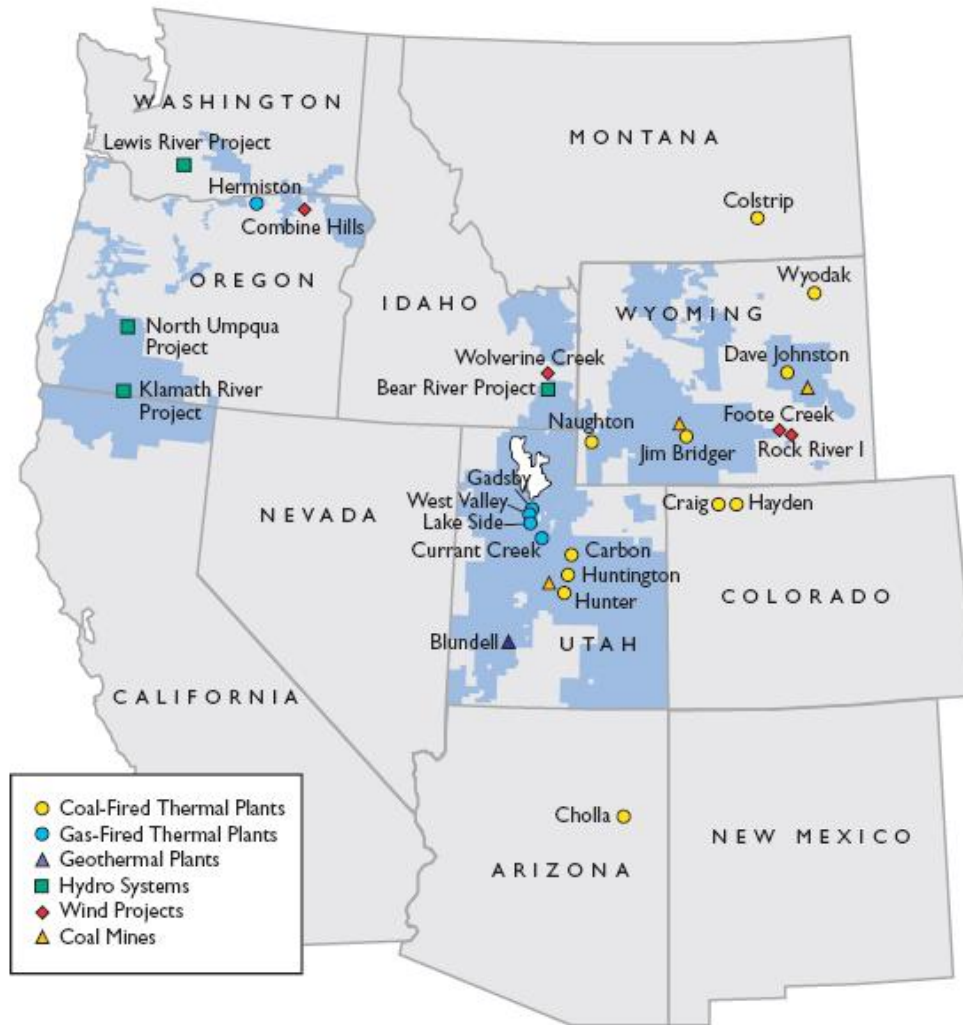 WASHINGTON
Lewis River Project
Hermiston
Combine Hills
OREGON
North Umpqua
Project
Klamath River
Project
MONTANA
Colstrip
IDAHO
Wolverine Creek
Bear River Project
WYOMING
Wyodak
Dave Johnston
Naughton
Foote Creek
Jim Bridger
Rock River I
NEVADA
Gadsby
West Valley
Lake Side
Currant Creek
Carbon
Huntington
Hunter
Blundell
UTAH
Craig
Hayden
COLORADO
CALIFORNIA
Cholla
ARIZONA
NEW MEXICO
Coal-Fired Thermal Plants
Gas-Fired Thermal Plants
Geothermal Plants
Hydro Systems
Wind Projects
Coal Mines